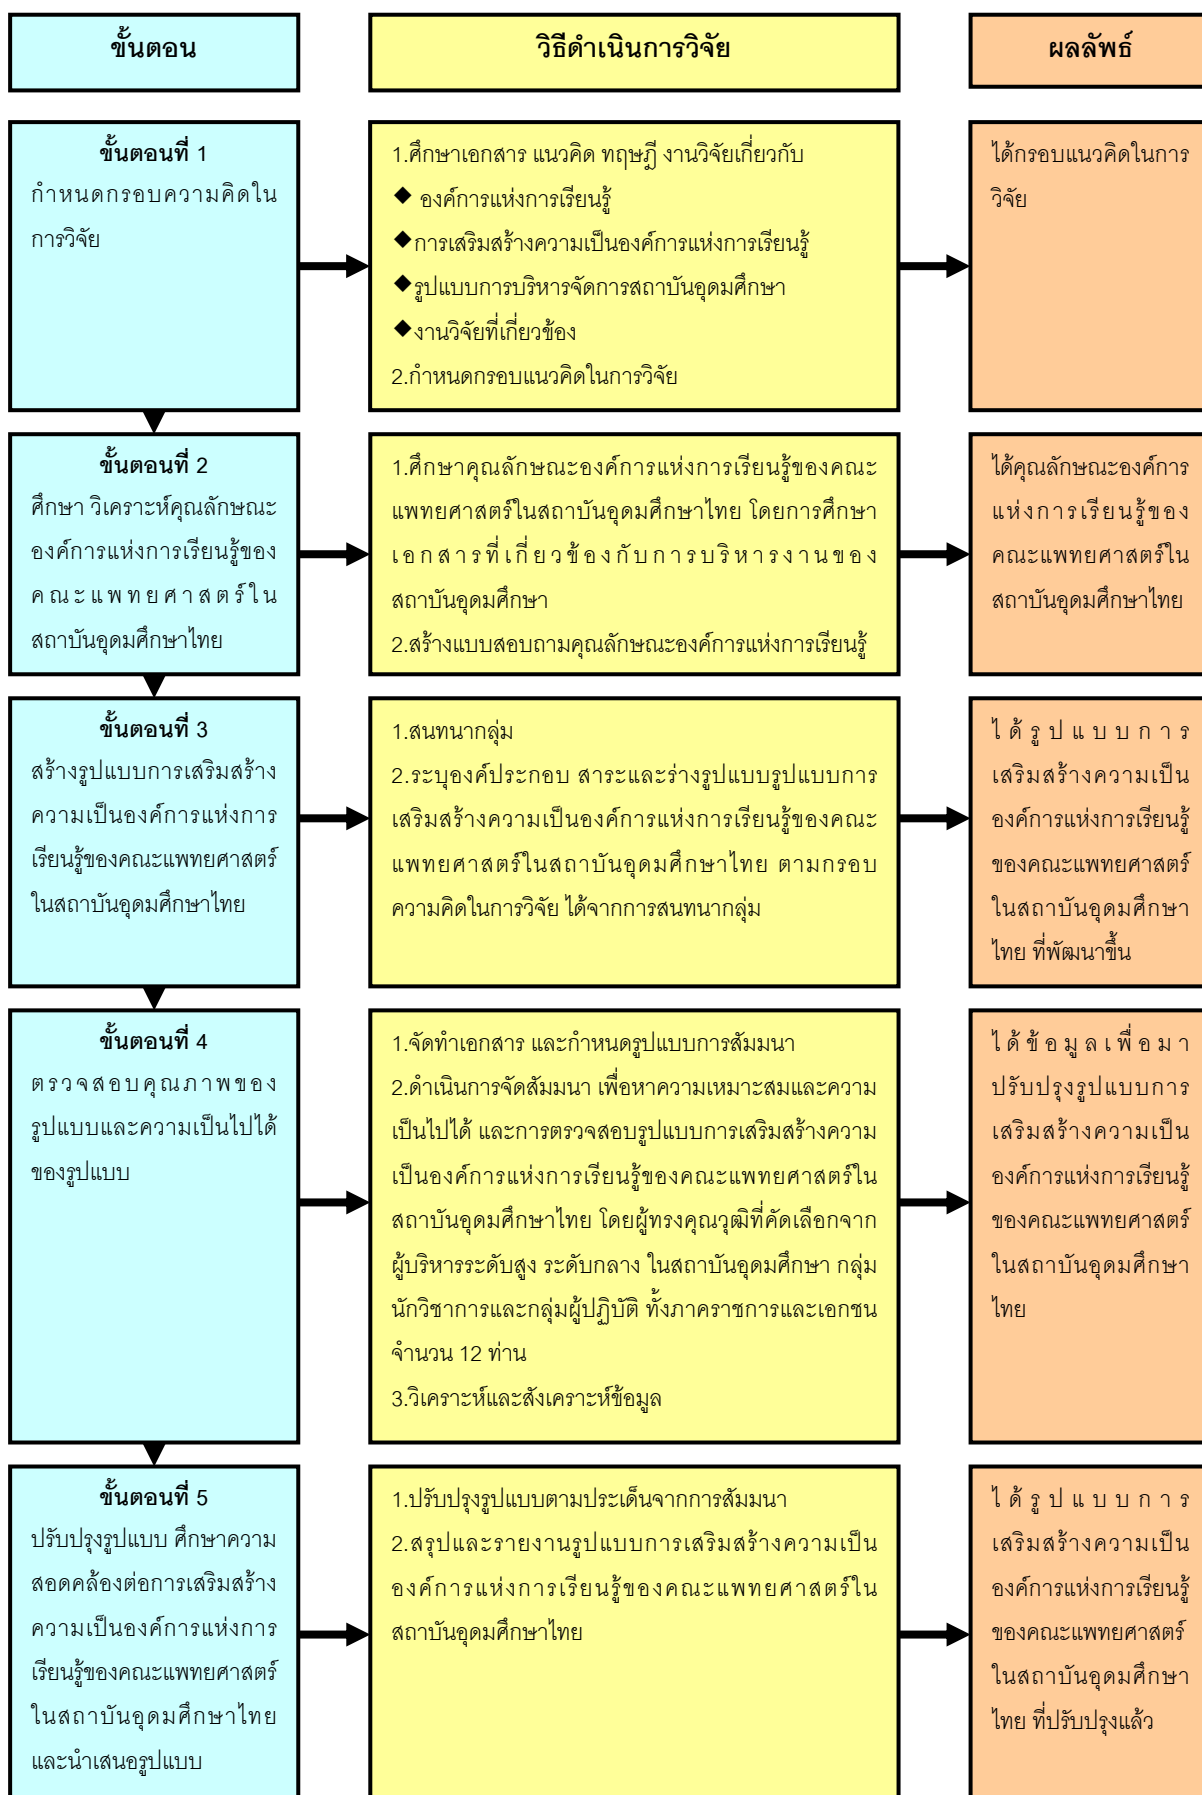 ขั้นตอน
วิธีดำเนินการวิจัย
ผลลัพธ์
ขั้นตอนที่ 1
กำหนดกรอบความคิดใน
การวิจัย
1.ศึกษาเอกสาร แนวคิด ทฤษฎี งานวิจัยเกี่ยวกับ
◆ องค์การแห่งการเรียนรู้
◆การเสริมสร้างความเป็นองค์การแห่งการเรียนรู้
◆รูปแบบการบริหารจัดการสถาบันอุดมศึกษา
◆งานวิจัยที่เกี่ยวข้อง
2.กำหนดกรอบแนวคิดในการวิจัย
ได้กรอบแนวคิดในการ
วิจัย
ขั้นตอนที่ 2
ศึกษา วิเคราะห์คุณลักษณะ
องค์การแห่งการเรียนรู้ของ
คณะแพทยศาสตร์ใน
สถาบันอุดมศึกษาไทย
1.ศึกษาคุณลักษณะองค์การแห่งการเรียนรู้ของคณะ
แพทยศาสตร์ในสถาบันอุดมศึกษาไทย โดยการศึกษา
เอกสารที่เกี่ยวข้องกับการบริหารงานของ
สถาบันอุดมศึกษา
2.สร้างแบบสอบถามคุณลักษณะองค์การแห่งการเรียนรู้
ได้คุณลักษณะองค์การ
แห่งการเรียนรู้ของ
คณะแพทยศาสตร์ใน
สถาบันอุดมศึกษาไทย
ขั้นตอนที่ 3
สร้างรูปแบบการเสริมสร้าง
ความเป็นองค์การแห่งการ
เรียนรู้ของคณะแพทยศาสตร์
ในสถาบันอุดมศึกษาไทย
1.สนทนากลุ่ม
2.ระบุองค์ประกอบ สาระและร่างรูปแบบรูปแบบการ
เสริมสร้างความเป็นองค์การแห่งการเรียนรู้ของคณะ
แพทยศาสตร์ในสถาบันอุดมศึกษาไทย ตามกรอบ
ความคิดในการวิจัย ได้จากการสนทนากลุ่ม
ได้รูปแบบการ
เสริมสร้างความเป็น
องค์การแห่งการเรียนรู้
ของคณะแพทยศาสตร์
ในสถาบันอุดมศึกษา
ไทย ที่พัฒนาขึ้น
ขั้นตอนที่ 4
ตรวจสอบคุณภาพของ
รูปแบบและความเป็นไปได้
ของรูปแบบ
1.จัดทำเอกสาร และกำหนดรูปแบบการสัมมนา
2.ดำเนินการจัดสัมมนา เพื่อหาความเหมาะสมและความ
เป็นไปได้ และการตรวจสอบรูปแบบการเสริมสร้างความ
เป็นองค์การแห่งการเรียนรู้ของคณะแพทยศาสตร์ใน
สถาบันอุดมศึกษาไทย โดยผู้ทรงคุณวุฒิที่คัดเลือกจาก
ผู้บริหารระดับสูง ระดับกลาง ในสถาบันอุดมศึกษา กลุ่ม
นักวิชาการและกลุ่มผู้ปฏิบัติ ทั้งภาคราชการและเอกชน
จำนวน 12 ท่าน
3.วิเคราะห์และสังเคราะห์ข้อมูล
ได้ข้อมูลเพื่อมา
ปรับปรุงรูปแบบการ
เสริมสร้างความเป็น
องค์การแห่งการเรียนรู้
ของคณะแพทยศาสตร์
ในสถาบันอุดมศึกษา
ไทย
ขั้นตอนที่ 5
ปรับปรุงรูปแบบ ศึกษาความ
สอดคล้องต่อการเสริมสร้าง
ความเป็นองค์การแห่งการ
เรียนรู้ของคณะแพทยศาสตร์
ในสถาบันอุดมศึกษาไทย
และนำเสนอรูปแบบ
1.ปรับปรุงรูปแบบตามประเด็นจากการสัมมนา
2.สรุปและรายงานรูปแบบการเสริมสร้างความเป็น
องค์การแห่งการเรียนรู้ของคณะแพทยศาสตร์ใน
สถาบันอุดมศึกษาไทย
ได้รูปแบบการ
เสริมสร้างความเป็น
องค์การแห่งการเรียนรู้
ของคณะแพทยศาสตร์
ในสถาบันอุดมศึกษา
ไทย ที่ปรับปรุงแล้ว